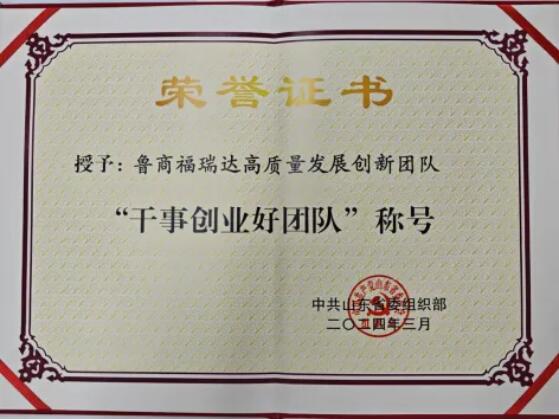 荣誉证书
授予：鲁商福瑞达高质量发展创新团队
“干事创业好团队”称号
中共山东省委组织部
二〇二四年三月